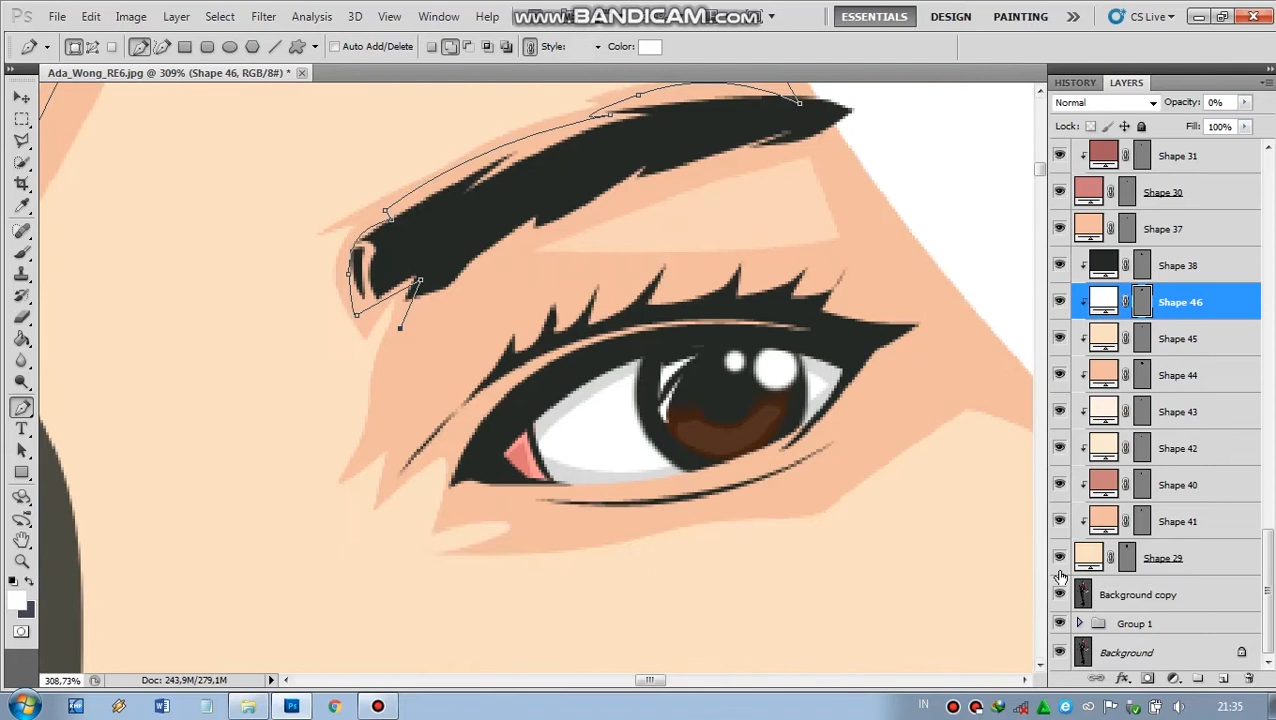 Ps File Edit Image Layer Select Filter Analysis 3D View Window Help www.BANDICAM.com ESSENTIALS DESIGN PAINTING CS Live
Auto Add/Delete Style: Color:
Ada_Wong_RE6.jpg @ 309% (Shape 46, RGB/8#) *
HISTORY LAYERS
Normal Opacity: 0%
Lock: Fill: 100%
Shape 31
Shape 30
Shape 37
Shape 38
Shape 46
Shape 45
Shape 44
Shape 43
Shape 42
Shape 40
Shape 41
Shape 29
Background copy
Group 1
Background
308,73% Doc: 243,9M/279,1M
IN 21:35